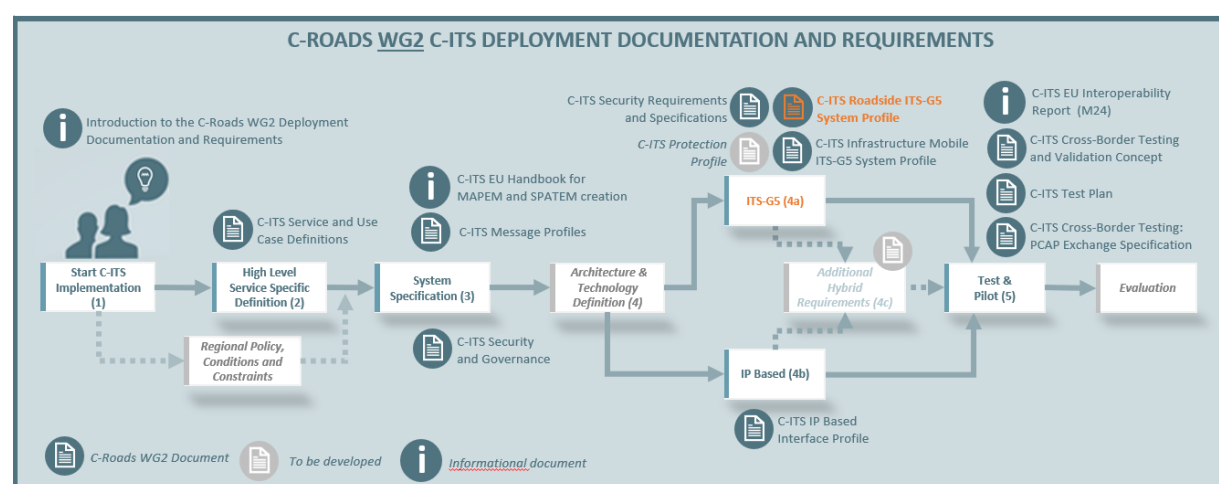 C-ROADS WG2 C-ITS DEPLOYMENT DOCUMENTATION AND REQUIREMENTS
Introduction to the C-Roads WG2 Deployment
Documentation and Requirements
C-ITS EU Handbook for
MAPEM and SPATEM creation
C-ITS Service and Use
Case Definitions
C-ITS Message Profiles
C-ITS Security Requirements
and Specifications
C-ITS Roadside ITS-G5
System Profile
C-ITS Protection
Profile
C-ITS Infrastructure Mobile
ITS-G5 System Profile
C-ITS EU Interoperability
Report  (M24)
C-ITS Cross-Border Testing
and Validation Concept
C-ITS Test Plan
C-ITS Cross-Border Testing:
PCAP Exchange Specification
Start C-ITS
Implementation (1)
High Level
Service Specific
Definition (2)
System
Specification (3)
Architecture &
Technology
Definition (4)
ITS-G5 (4a)
Additional
Hybrid
Requirements (4c)
Test &
Pilot (5)
Evaluation
Regional Policy,
Conditions and
Constraints
C-ITS Security
and Governance
IP Based (4b)
C-ITS IP Based
Interface Profile
C-Roads WG2 Document
To be developed
Informational document